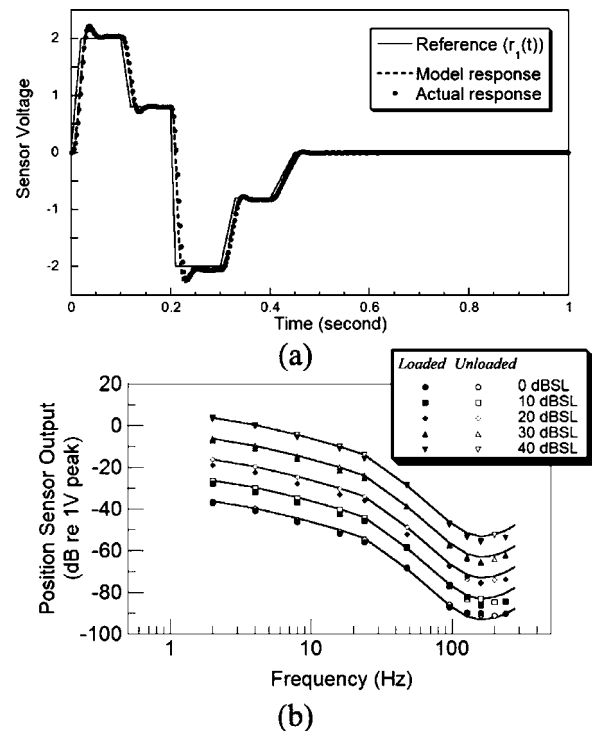 2
1
0
-1
-2
Sensor Voltage
Reference (r_1(t))
Model response
Actual response
0
0.2
0.4
0.6
0.8
1
Time (second)
(a)
Loaded Unloaded
0 dBSL
10 dBSL
20 dBSL
30 dBSL
40 dBSL
20
0
-20
-40
-60
-80
-100
Position Sensor Output
(dB re 1V peak)
1
10
100
Frequency (Hz)
(b)